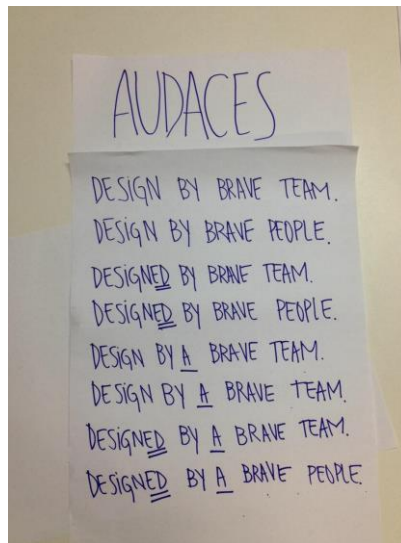 AUDACES
DESIGN BY BRAVE TEAM.
DESIGN BY BRAVE PEOPLE.
DESIGNED BY BRAVE TEAM.
DESIGNED BY BRAVE PEOPLE.
DESIGN BY A BRAVE TEAM.
DESIGN BY A BRAVE TEAM.
DESIGNED BY A BRAVE TEAM.
DESIGNED BY A BRAVE PEOPLE.